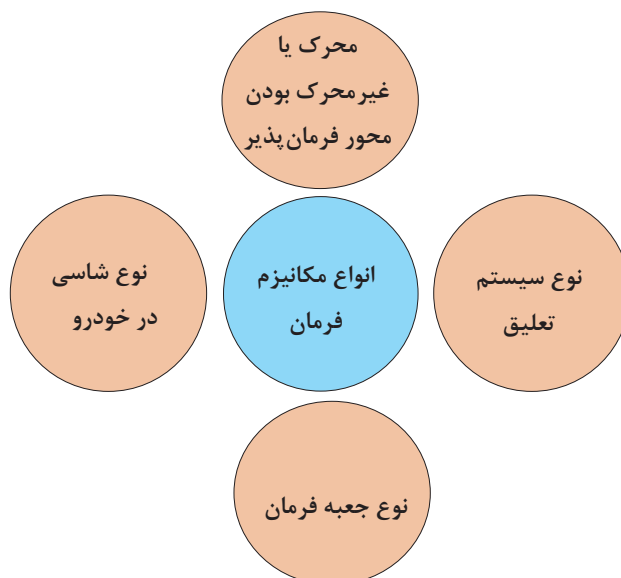 محرک یا
غیرمحرک بودن
محور فرمان‌پذیر
نوع سیستم
تعلیق
انواع مکانیزم
فرمان
نوع شاسی
در خودرو
نوع جعبه فرمان